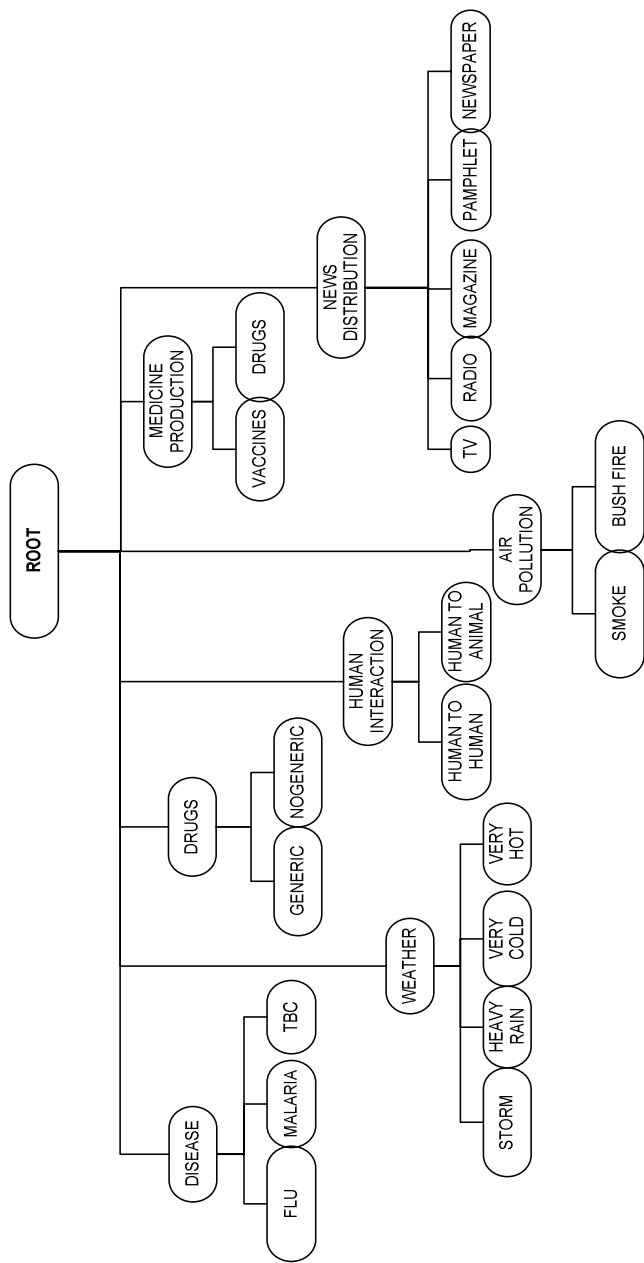 ROOT
DISEASE
FLU
MALARIA
TBC
WEATHER
STORM
HEAVY
RAIN
VERY
COLD
VERY
HOT
DRUGS
GENERIC
NOGENERIC
HUMAN
INTERACTION
HUMAN TO
HUMAN
HUMAN TO
ANIMAL
AIR
POLLUTION
SMOKE
BUSH FIRE
MEDICINE
PRODUCTION
VACCINES
DRUGS
NEWS
DISTRIBUTION
TV
RADIO
MAGAZINE
PAMPHLET
NEWSPAPER